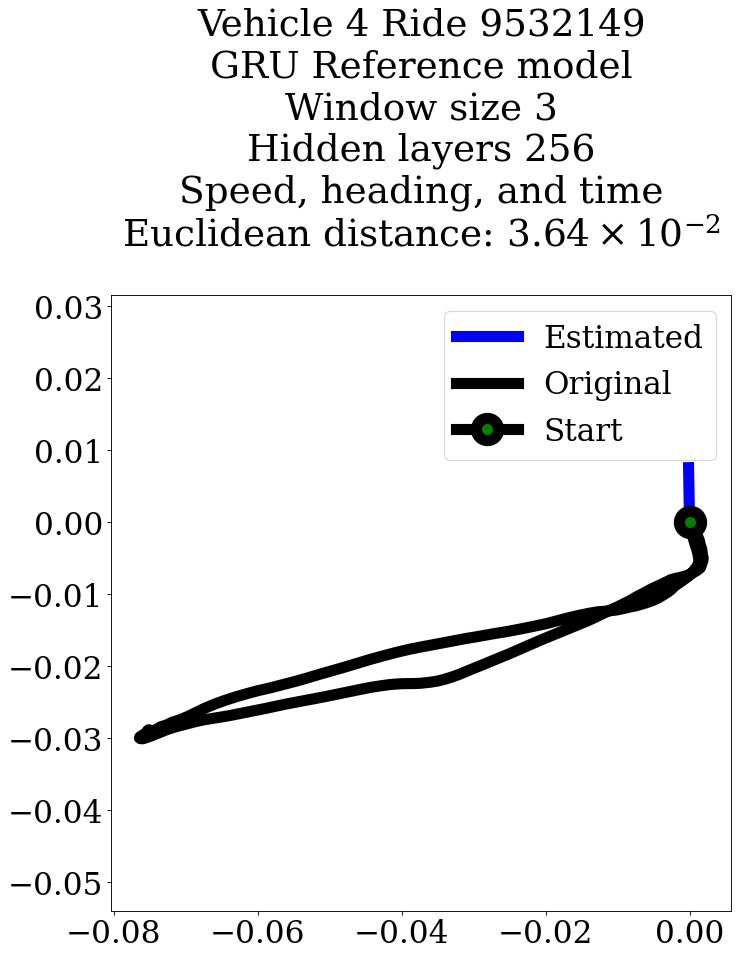 Vehicle 4 Ride 9532149
GRU Reference model
Window size 3
Hidden layers 256
Speed, heading, and time
Euclidean distance: 3.64 × 10⁻²
0.03
0.02
0.01
0.00
−0.01
−0.02
−0.03
−0.04
−0.05
Estimated
Original
Start
−0.08 −0.06 −0.04 −0.02 0.00